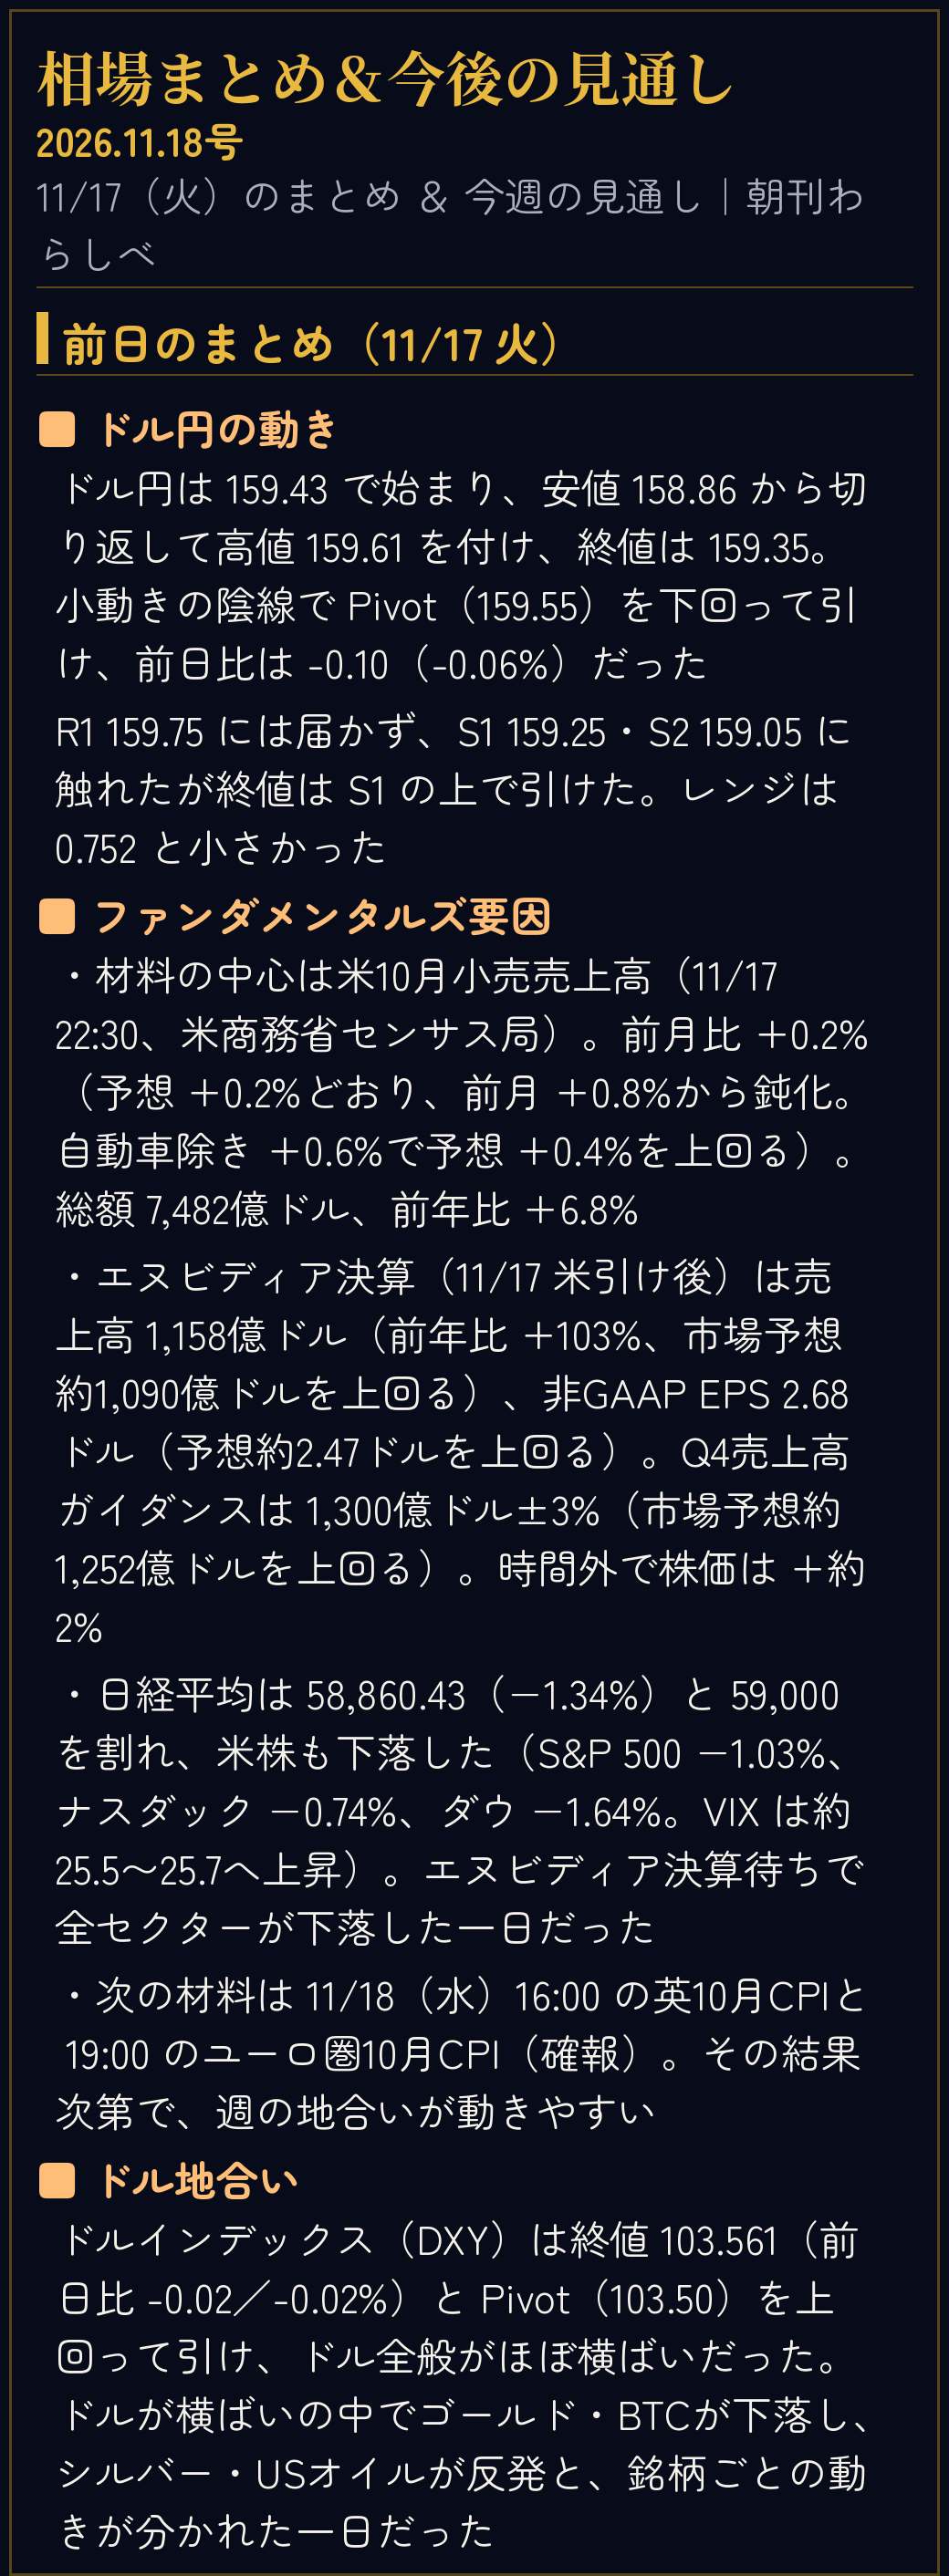 相場まとめ＆今後の見通し
2026.11.18号
11/17（火）のまとめ ＆ 今週の見通し｜朝刊わ
らしべ
前日のまとめ（11/17 火）
■ ドル円の動き
ドル円は 159.43 で始まり、安値 158.86 から切
り返して高値 159.61 を付け、終値は 159.35。
小動きの陰線で Pivot（159.55）を下回って引
け、前日比は -0.10（-0.06%）だった
R1 159.75 には届かず、S1 159.25・S2 159.05 に
触れたが終値は S1 の上で引けた。レンジは
0.752 と小さかった
■ ファンダメンタルズ要因
・材料の中心は米10月小売売上高（11/17
22:30、米商務省センサス局）。前月比 ＋0.2%
（予想 ＋0.2%どおり、前月 ＋0.8%から鈍化。
自動車除き ＋0.6%で予想 ＋0.4%を上回る）。
総額 7,482億ドル、前年比 ＋6.8%
・エヌビディア決算（11/17 米引け後）は売
上高 1,158億ドル（前年比 ＋103%、市場予想
約1,090億ドルを上回る）、非GAAP EPS 2.68
ドル（予想約2.47ドルを上回る）。Q4売上高
ガイダンスは 1,300億ドル±3%（市場予想約
1,252億ドルを上回る）。時間外で株価は ＋約
2%
・日経平均は 58,860.43（−1.34%）と 59,000
を割れ、米株も下落した（S&P 500 −1.03%、
ナスダック −0.74%、ダウ −1.64%。VIX は約
25.5〜25.7へ上昇）。エヌビディア決算待ちで
全セクターが下落した一日だった
・次の材料は 11/18（水）16:00 の英10月CPIと
19:00 のユーロ圏10月CPI（確報）。その結果
次第で、週の地合いが動きやすい
■ ドル地合い
ドルインデックス（DXY）は終値 103.561（前
日比 -0.02／-0.02%）と Pivot（103.50）を上
回って引け、ドル全般がほぼ横ばいだった。
ドルが横ばいの中でゴールド・BTCが下落し、
シルバー・USオイルが反発と、銘柄ごとの動
きが分かれた一日だった